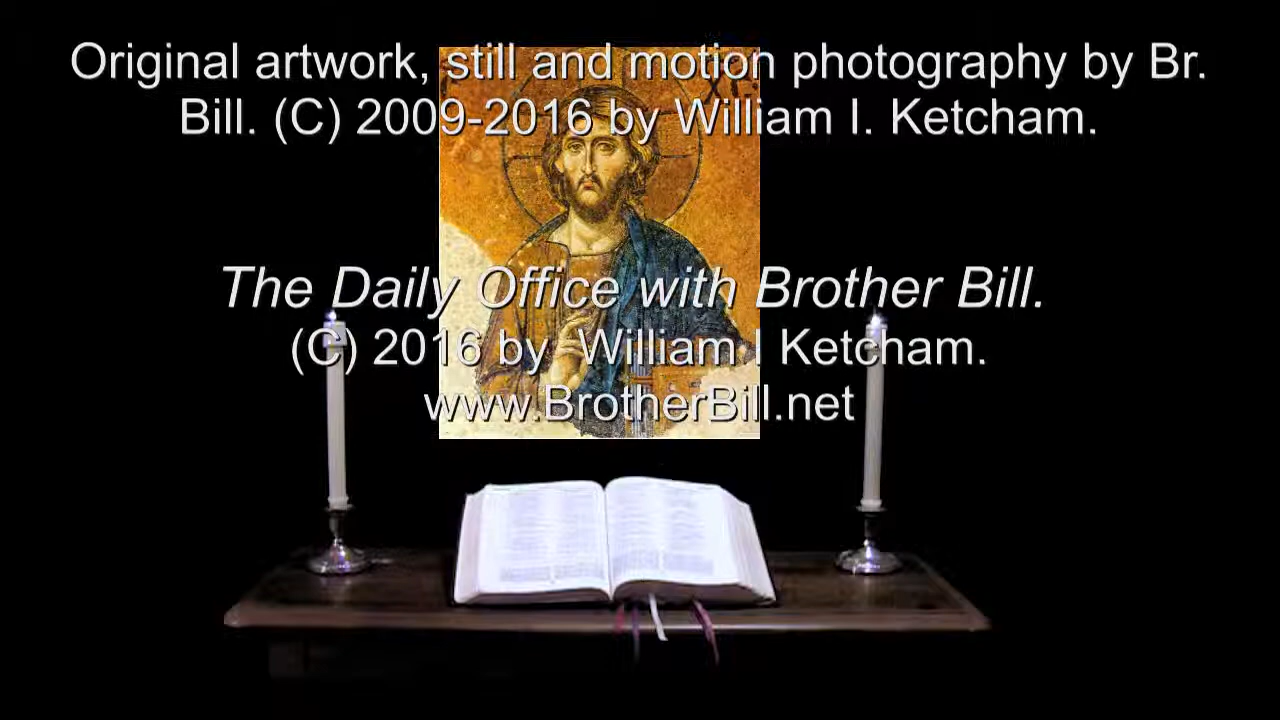 Original artwork, still and motion photography by Br.
Bill. (C) 2009-2016 by William I. Ketcham.
The Daily Office with Brother Bill.
(C) 2016 by William I Ketcham.
www.BrotherBill.net